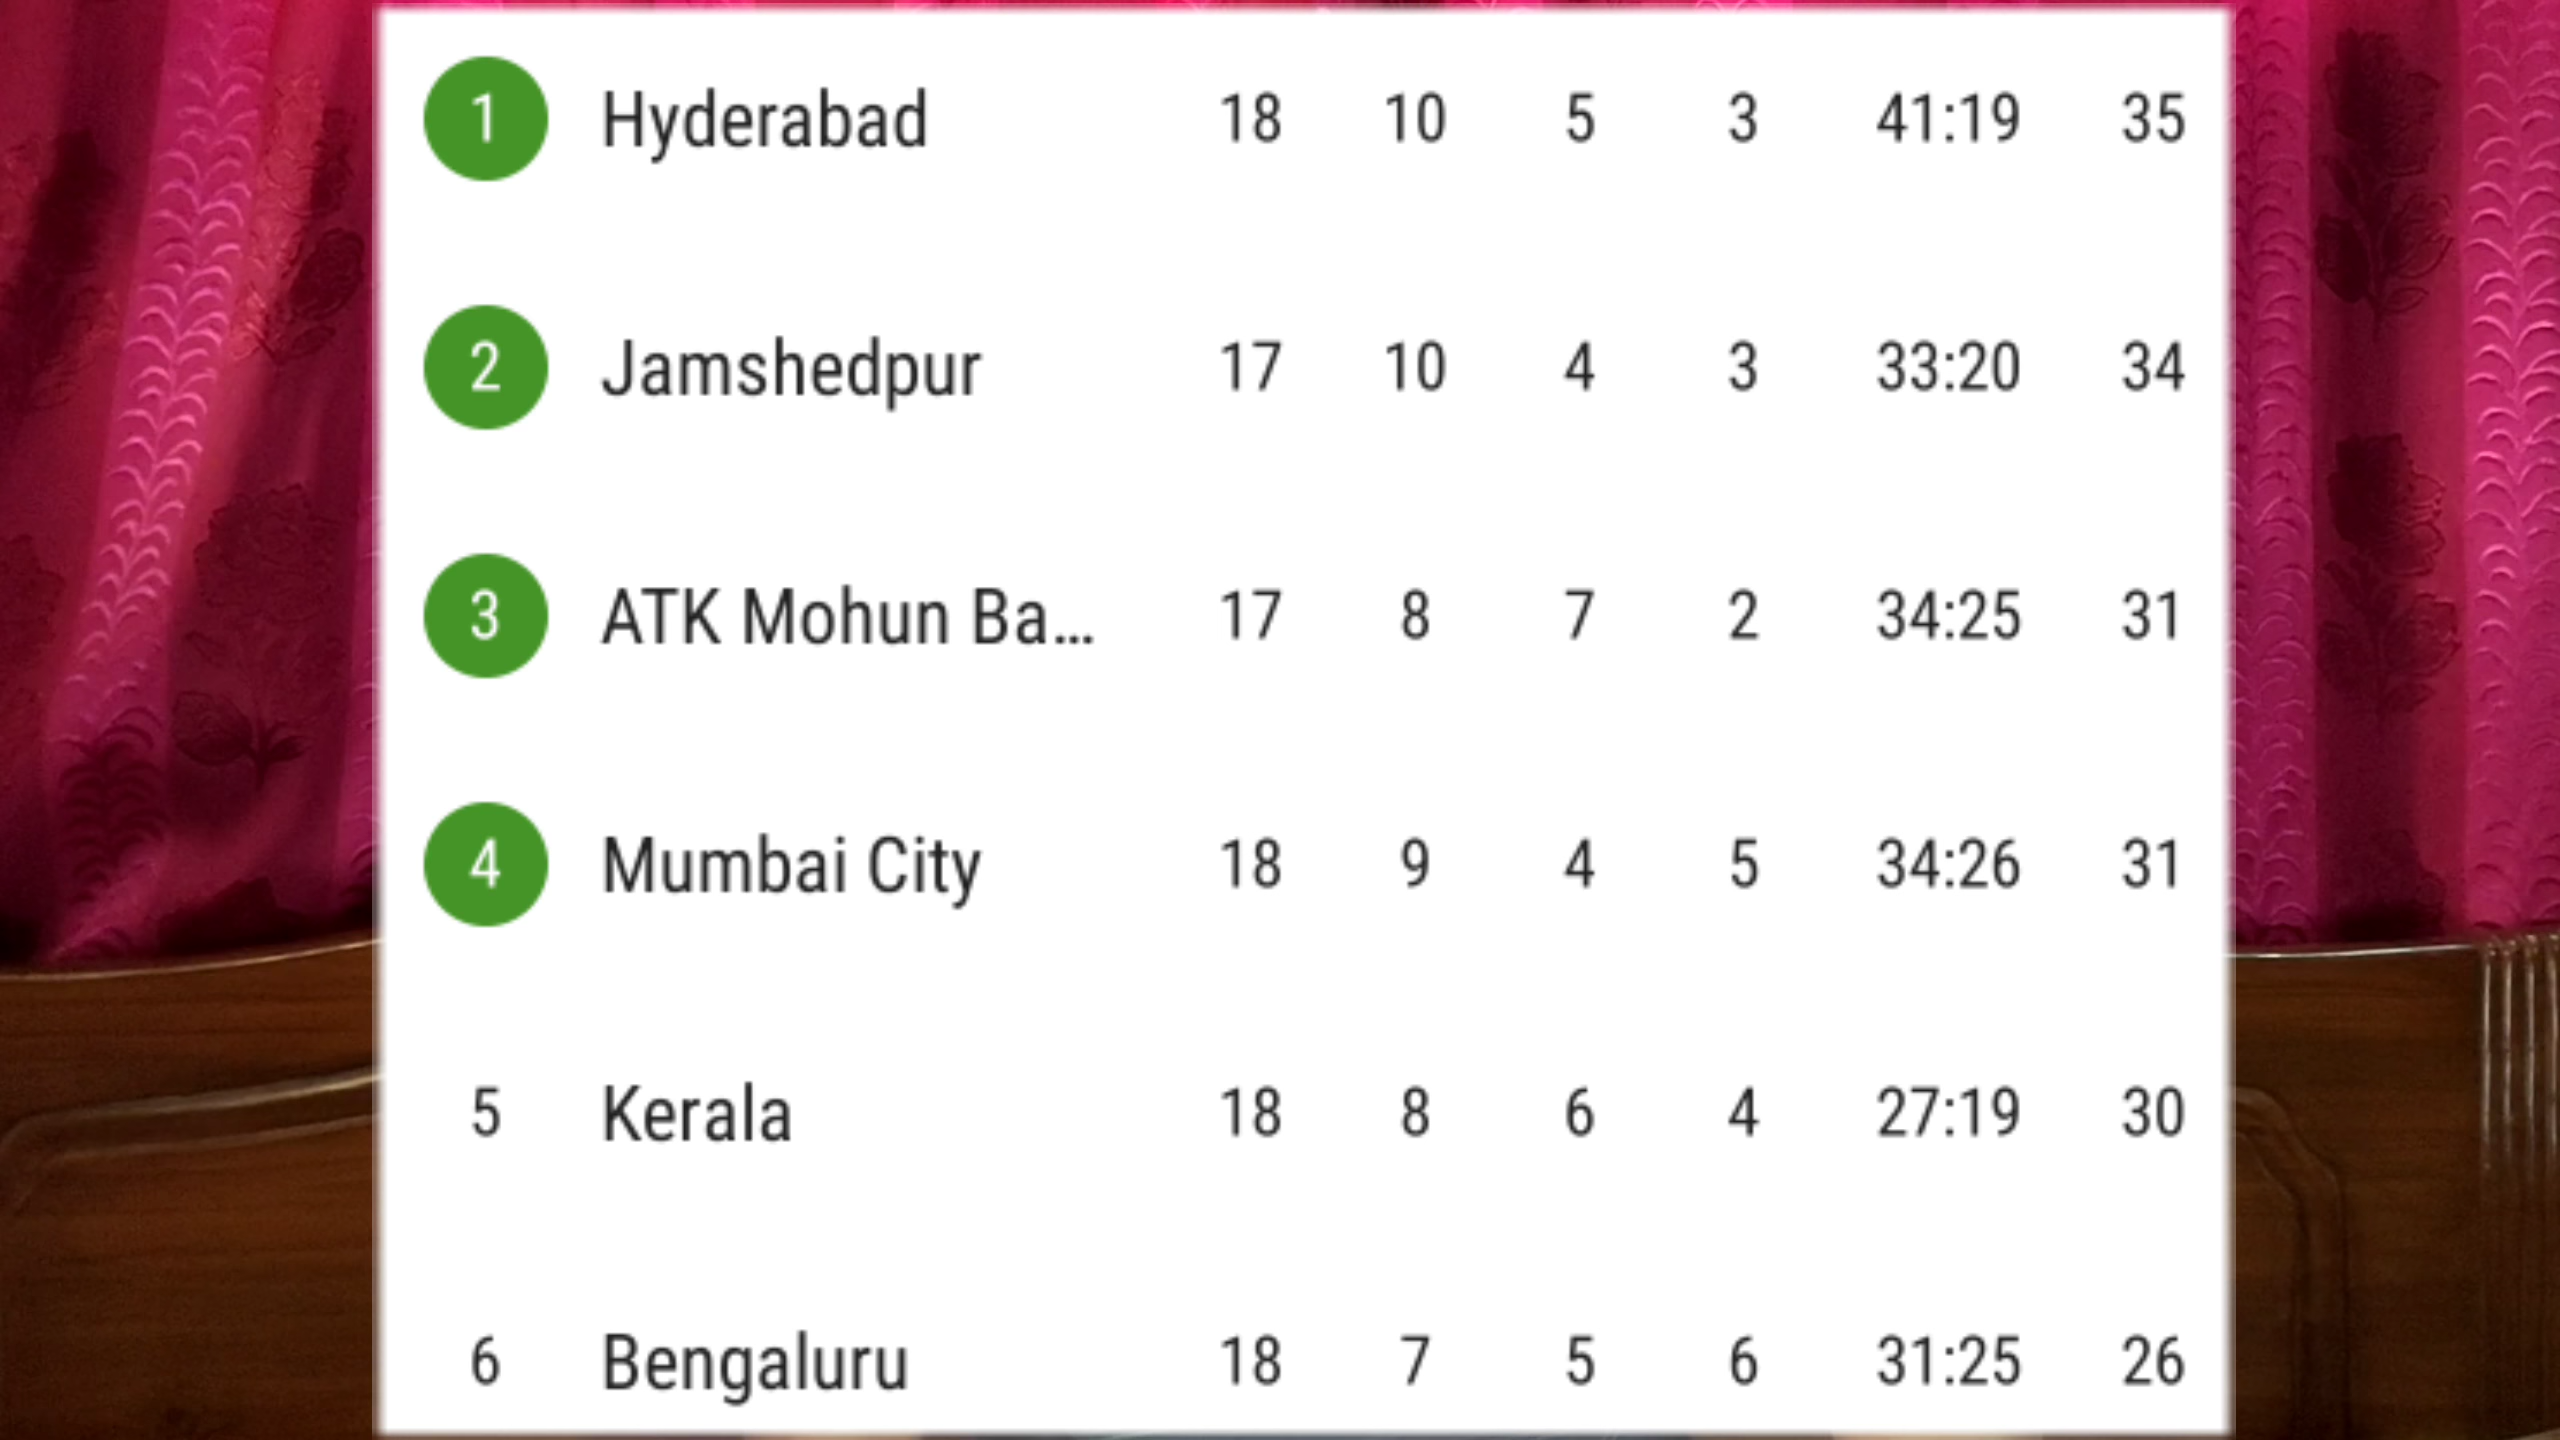 1 Hyderabad 18 10 5 3 41:19 35
2 Jamshedpur 17 10 4 3 33:20 34
3 ATK Mohun Ba... 17 8 7 2 34:25 31
4 Mumbai City 18 9 4 5 34:26 31
5 Kerala 18 8 6 4 27:19 30
6 Bengaluru 18 7 5 6 31:25 26